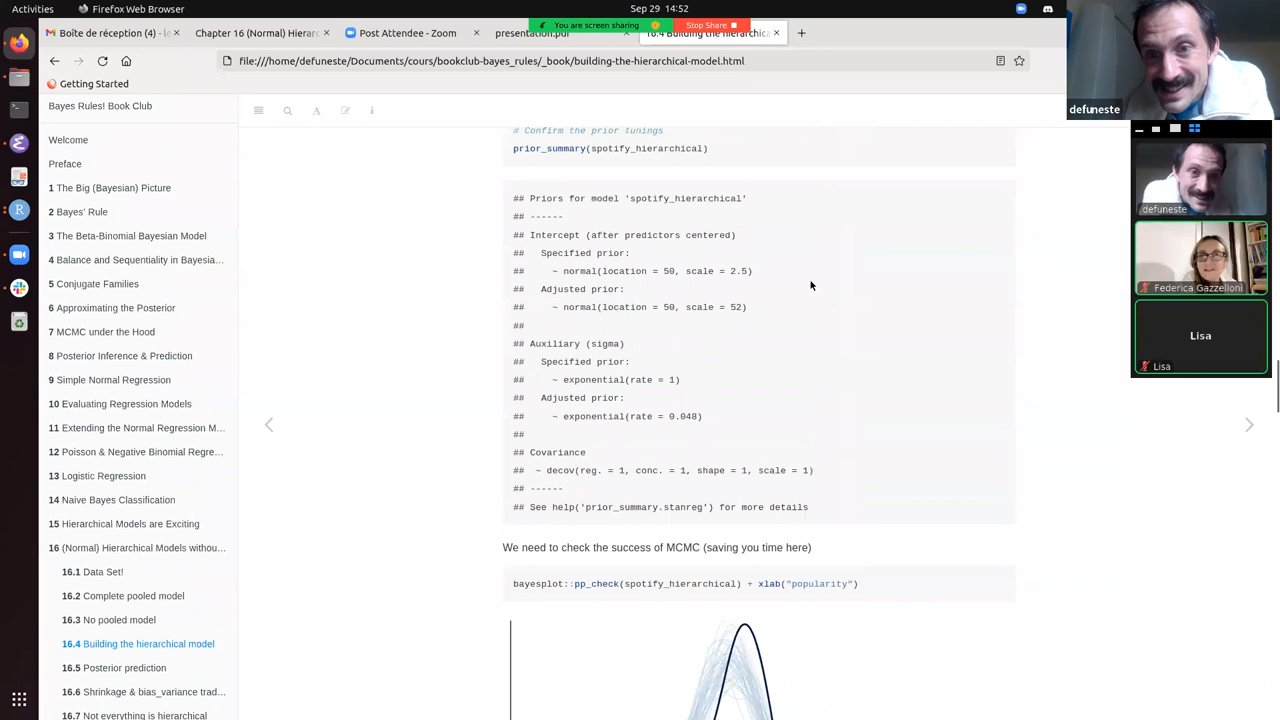 Activities
Firefox Web Browser
Sep 29 14:52
You are screen sharing
Stop Share
Boîte de réception (4) - l
Chapter 16 (Normal) Hierar
Post Attendee - Zoom
presentation.pdf
16.4 Building the hierarchica
file:///home/defuneste/Documents/cours/bookclub-bayes_rules/_book/building-the-hierarchical-model.html
Getting Started
Bayes Rules! Book Club
Welcome
Preface
1 The Big (Bayesian) Picture
2 Bayes' Rule
3 The Beta-Binomial Bayesian Model
4 Balance and Sequentiality in Bayesia…
5 Conjugate Families
6 Approximating the Posterior
7 MCMC under the Hood
8 Posterior Inference & Prediction
9 Simple Normal Regression
10 Evaluating Regression Models
11 Extending the Normal Regression M…
12 Poisson & Negative Binomial Regre…
13 Logistic Regression
14 Naive Bayes Classification
15 Hierarchical Models are Exciting
16 (Normal) Hierarchical Models withou…
16.1 Data Set!
16.2 Complete pooled model
16.3 No pooled model
16.4 Building the hierarchical model
16.5 Posterior prediction
16.6 Shrinkage & bias_variance trad…
16.7 Not everything is hierarchical
# Confirm the prior tunings
prior_summary(spotify_hierarchical)
## Priors for model 'spotify_hierarchical'
## ------
## Intercept (after predictors centered)
##   Specified prior:
##     ~ normal(location = 50, scale = 2.5)
##   Adjusted prior:
##     ~ normal(location = 50, scale = 52)
##
## Auxiliary (sigma)
##   Specified prior:
##     ~ exponential(rate = 1)
##   Adjusted prior:
##     ~ exponential(rate = 0.048)
##
## Covariance
##  ~ decov(reg. = 1, conc. = 1, shape = 1, scale = 1)
## ------
## See help('prior_summary.stanreg') for more details
We need to check the success of MCMC (saving you time here)
bayesplot::pp_check(spotify_hierarchical) + xlab("popularity")
defuneste
defuneste
Federica Gazzelloni
Lisa
Lisa